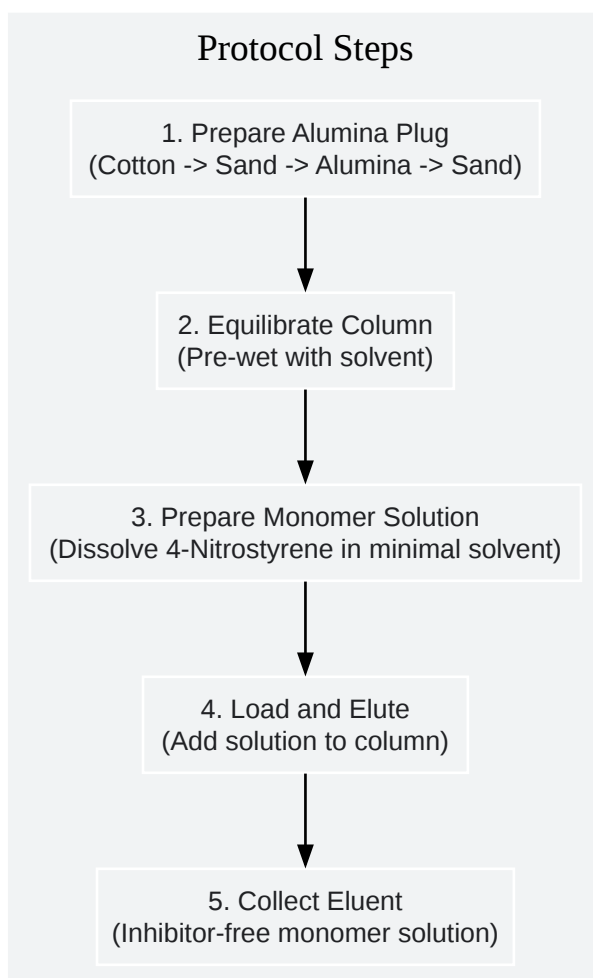 Protocol Steps
1. Prepare Alumina Plug
(Cotton -> Sand -> Alumina -> Sand)
2. Equilibrate Column
(Pre-wet with solvent)
3. Prepare Monomer Solution
(Dissolve 4-Nitrostyrene in minimal solvent)
4. Load and Elute
(Add solution to column)
5. Collect Eluent
(Inhibitor-free monomer solution)